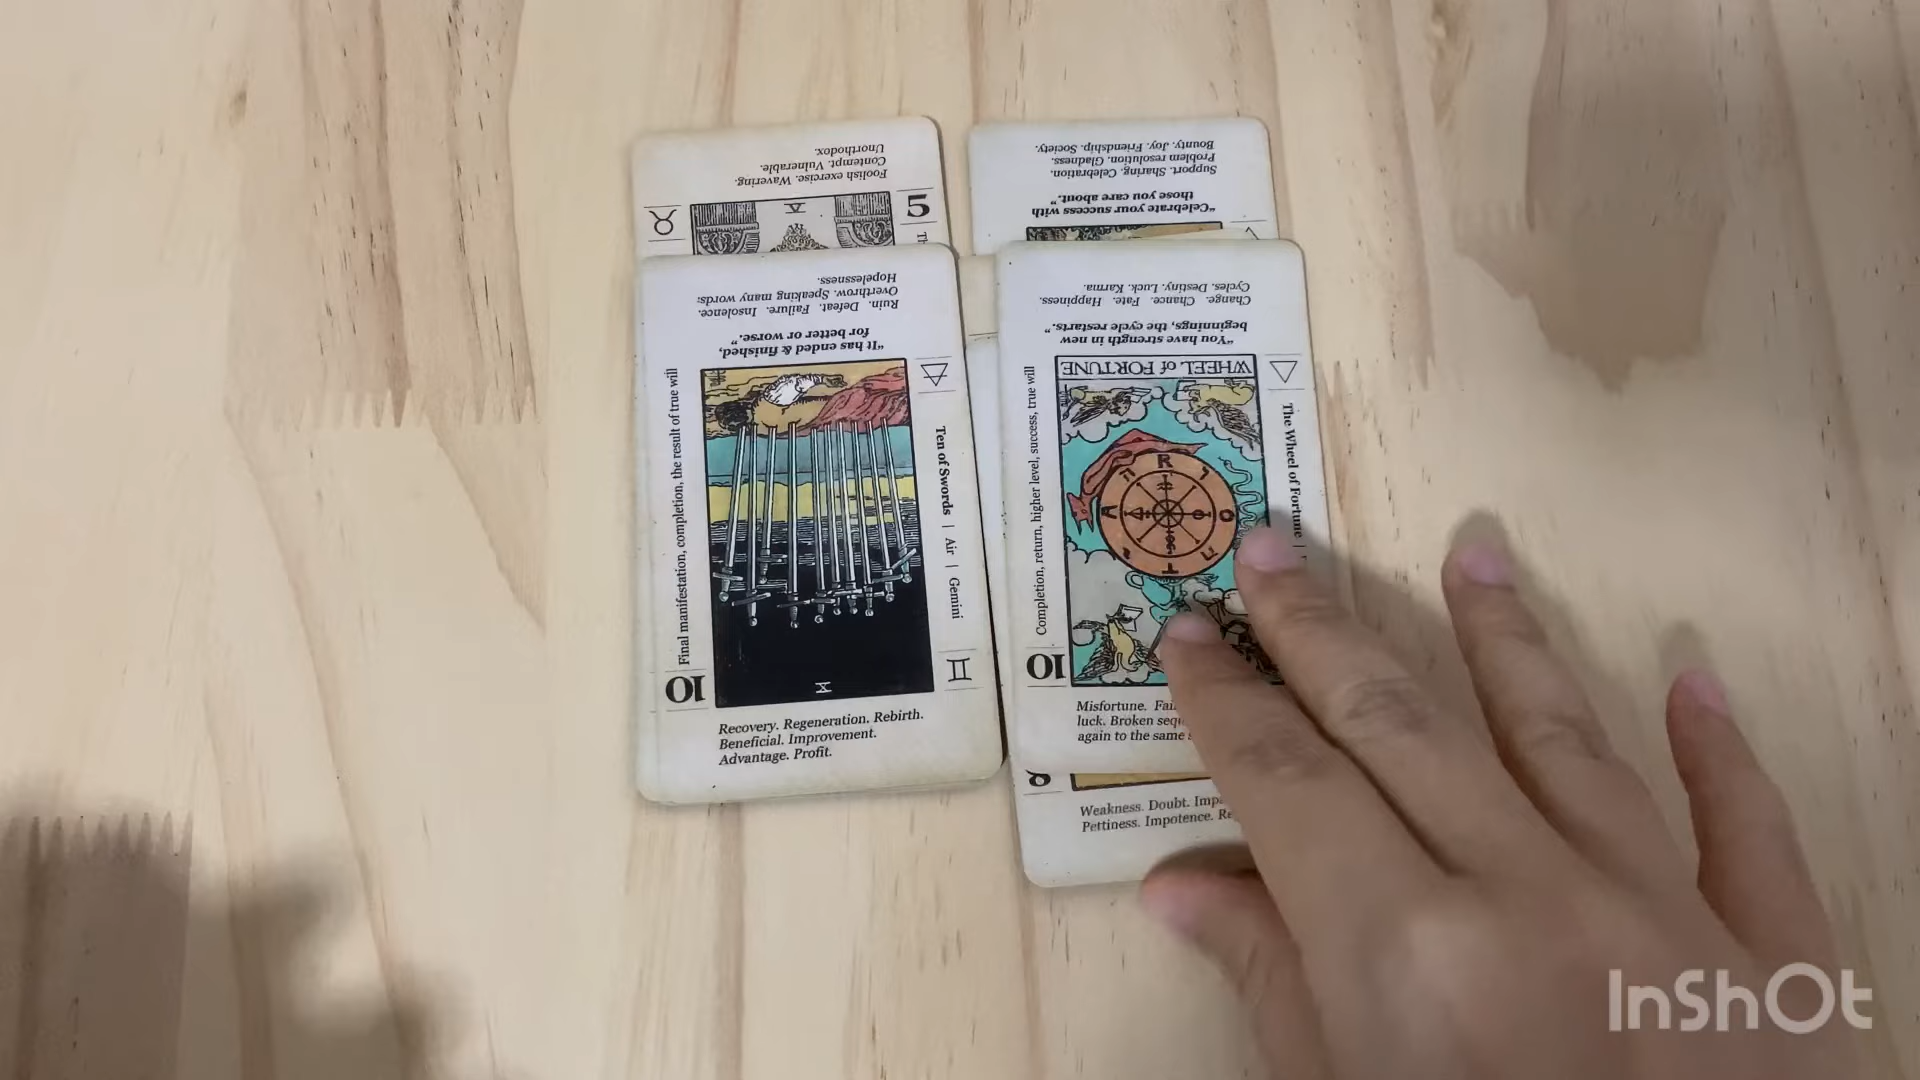 Foolish exercise. Wavering.
Contempt. Vulnerable.
Unorthodox.
5
V
Support. Sharing. Celebration.
Problem resolution. Gladness.
Bounty. Joy. Friendship. Society.
“Celebrate your success with
those you care about.”
Ruin. Defeat. Failure. Insolence.
Overthrow. Speaking many words:
Hopelessness.
“It has ended & finished,
for better or worse.”
Final manifestation, completion, the result of true will
Ten of Swords | Air | Gemini
10
X
Recovery. Regeneration. Rebirth.
Beneficial. Improvement.
Advantage. Profit.
Change. Chance. Fate. Happiness.
Cycles. Destiny. Luck. Karma.
“You have strength in new
beginnings, the cycle restarts.”
WHEEL of FORTUNE
Completion, return, higher level, success, true will
The Wheel of Fortune |
T
A
R
O
10
Misfortune.
luck. Broken
again to the same
8
Weakness. Doubt.
Pettiness. Impotence.
InShOt